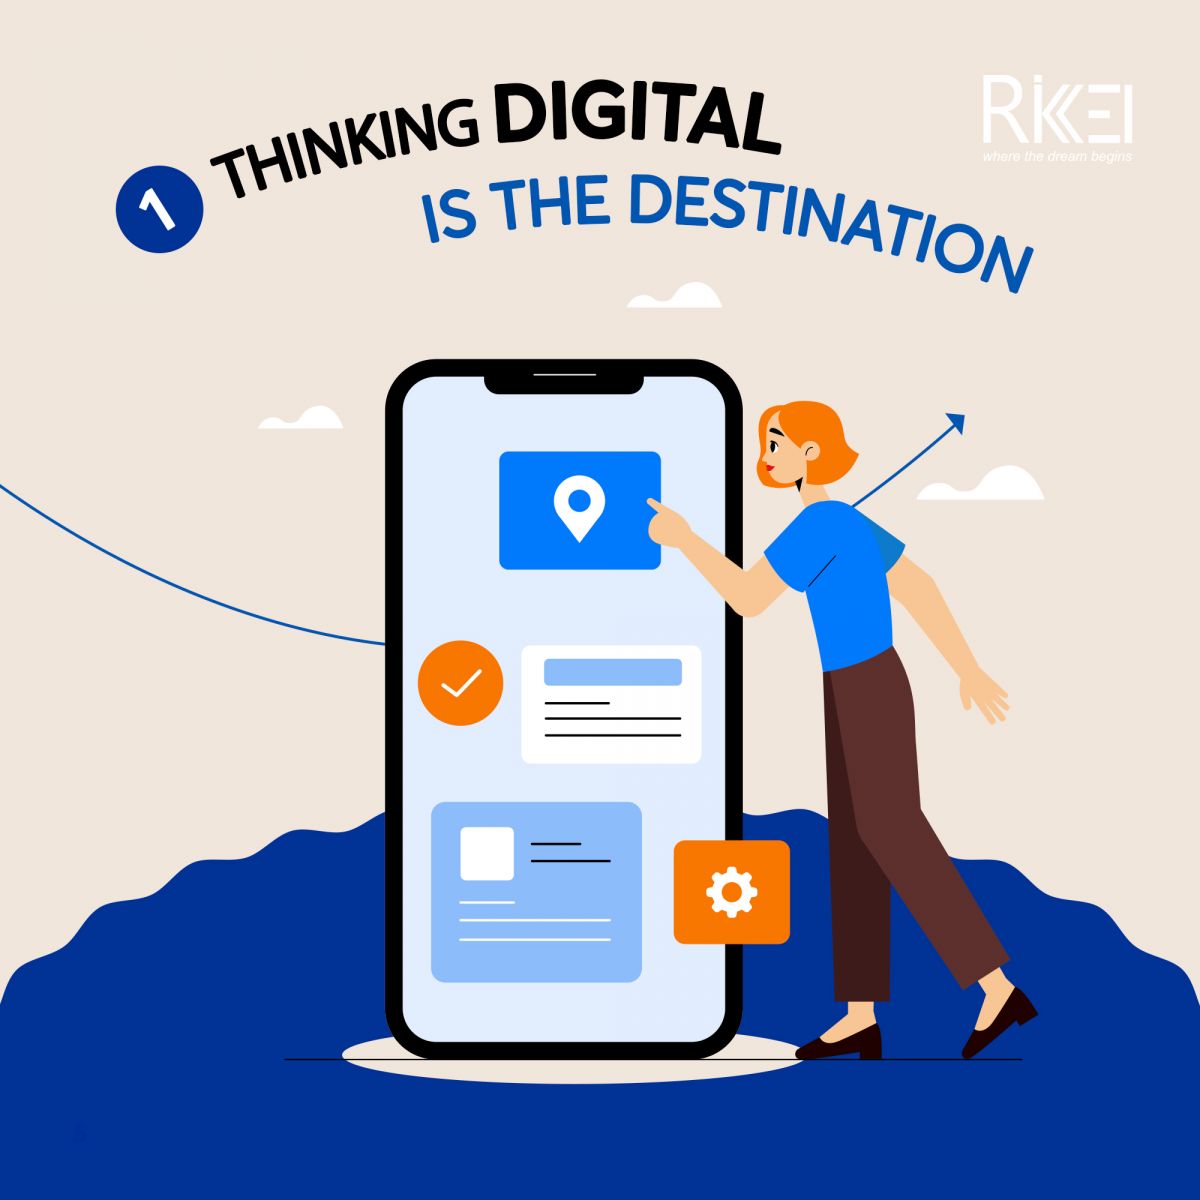 1
THINKING DIGITAL
IS THE DESTINATION
RIKKEI
where the dream begins